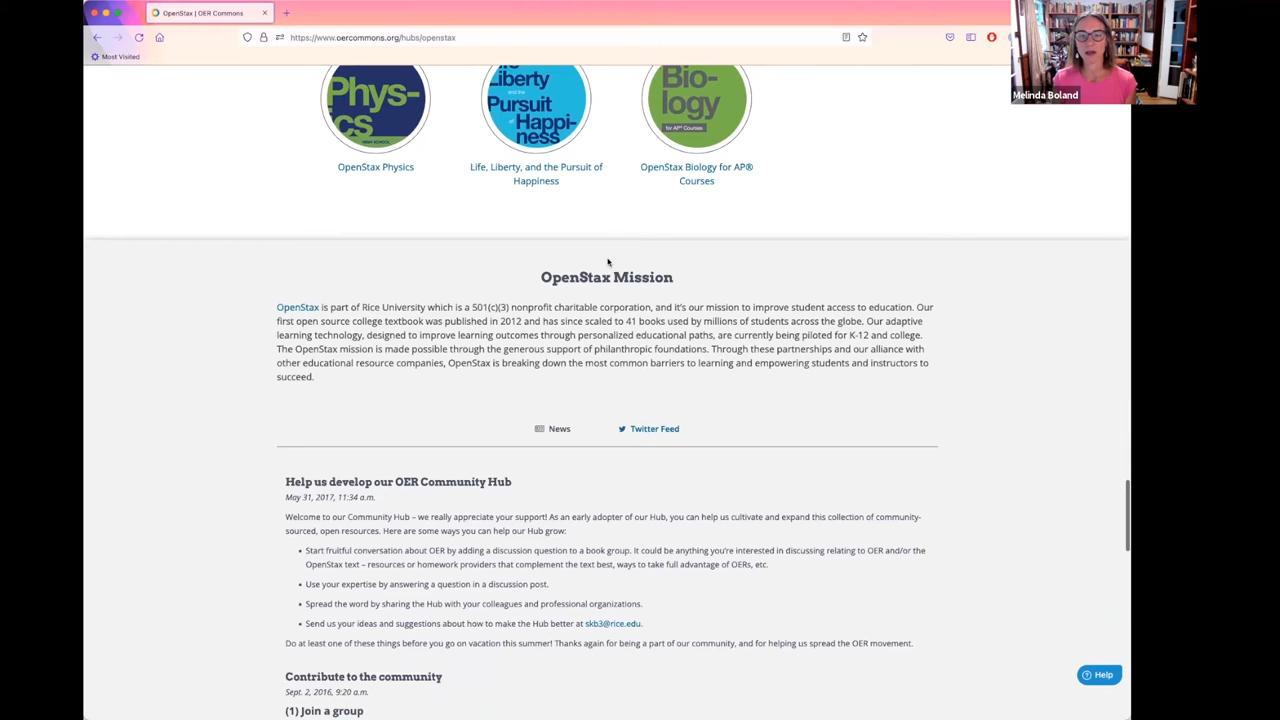 OpenStax | OER Commons
https://www.oercommons.org/hubs/openstax
Most Visited
Melinda Boland
Phys-
ics
HIGH SCHOOL
Liberty
and the
Pursuit
of
Happi-
ness
Bio-
logy
for AP® Courses
OpenStax Physics
Life, Liberty, and the Pursuit of
Happiness
OpenStax Biology for AP®
Courses
OpenStax Mission
OpenStax is part of Rice University which is a 501(c)(3) nonprofit charitable corporation, and it's our mission to improve student access to education. Our
first open source college textbook was published in 2012 and has since scaled to 41 books used by millions of students across the globe. Our adaptive
learning technology, designed to improve learning outcomes through personalized educational paths, are currently being piloted for K-12 and college.
The OpenStax mission is made possible through the generous support of philanthropic foundations. Through these partnerships and our alliance with
other educational resource companies, OpenStax is breaking down the most common barriers to learning and empowering students and instructors to
succeed.
News
Twitter Feed
Help us develop our OER Community Hub
May 31, 2017, 11:34 a.m.
Welcome to our Community Hub – we really appreciate your support! As an early adopter of our Hub, you can help us cultivate and expand this collection of community-
sourced, open resources. Here are some ways you can help our Hub grow:
• Start fruitful conversation about OER by adding a discussion question to a book group. It could be anything you're interested in discussing relating to OER and/or the
OpenStax text – resources or homework providers that complement the text best, ways to take full advantage of OERs, etc.
• Use your expertise by answering a question in a discussion post.
• Spread the word by sharing the Hub with your colleagues and professional organizations.
• Send us your ideas and suggestions about how to make the Hub better at skb3@rice.edu.
Do at least one of these things before you go on vacation this summer! Thanks again for being a part of our community, and for helping us spread the OER movement.
Contribute to the community
Sept. 2, 2016, 9:20 a.m.
(1) Join a group
Help